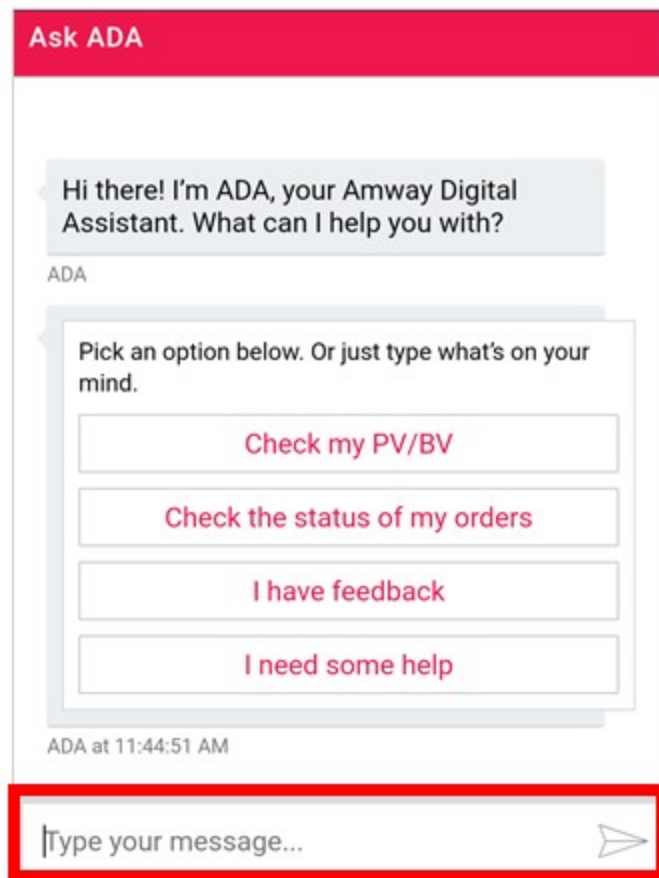 Ask ADA
Hi there! I’m ADA, your Amway Digital
Assistant. What can I help you with?
ADA
Pick an option below. Or just type what’s on your
mind.
Check my PV/BV
Check the status of my orders
I have feedback
I need some help
ADA at 11:44:51 AM
Type your message...